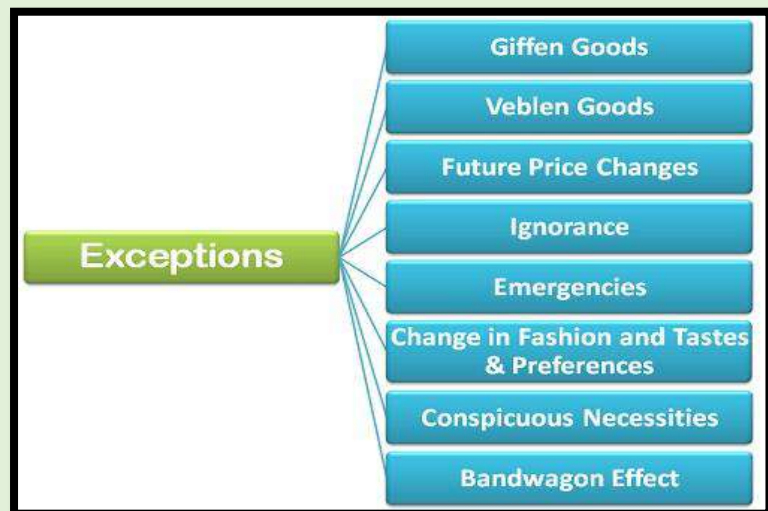 Exceptions
Giffen Goods
Veblen Goods
Future Price Changes
Ignorance
Emergencies
Change in Fashion and Tastes
& Preferences
Conspicuous Necessities
Bandwagon Effect